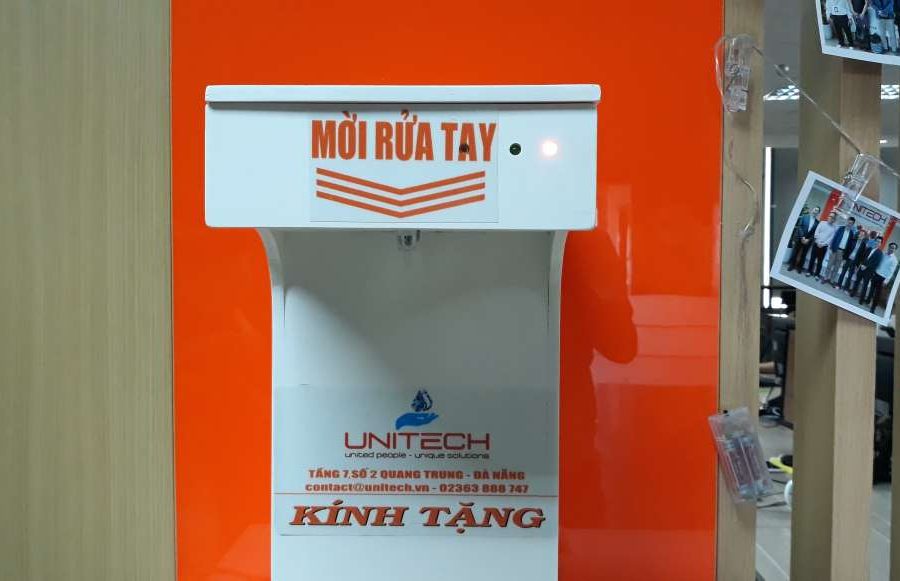 MỜI RỬA TAY
UNITECH
UNITECH
united people - unique solutions
TẦNG 7,SỐ 2 QUANG TRUNG - ĐÀ NẴNG
contact@unitech.vn - 02363 888 747
KÍNH TẶNG